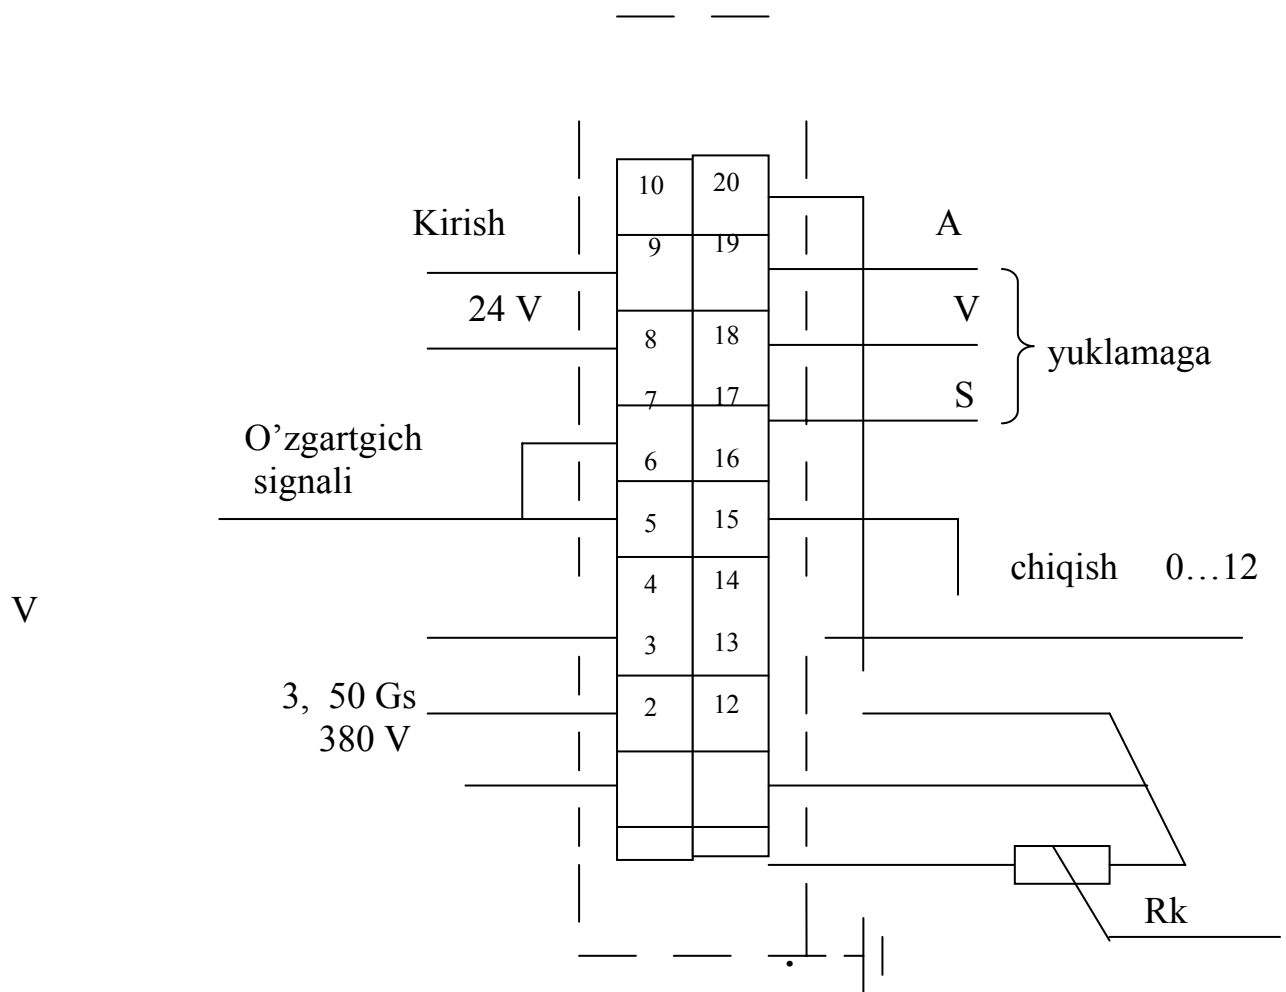 10 20
Kirish A
9 19
24 V V
8 18
yuklamaga
7 17 S
O’zgartgich
signali
6 16
5 15
chiqish 0…12
4 14
V
3 13
3, 50 Gs
2 12
380 V
Rk